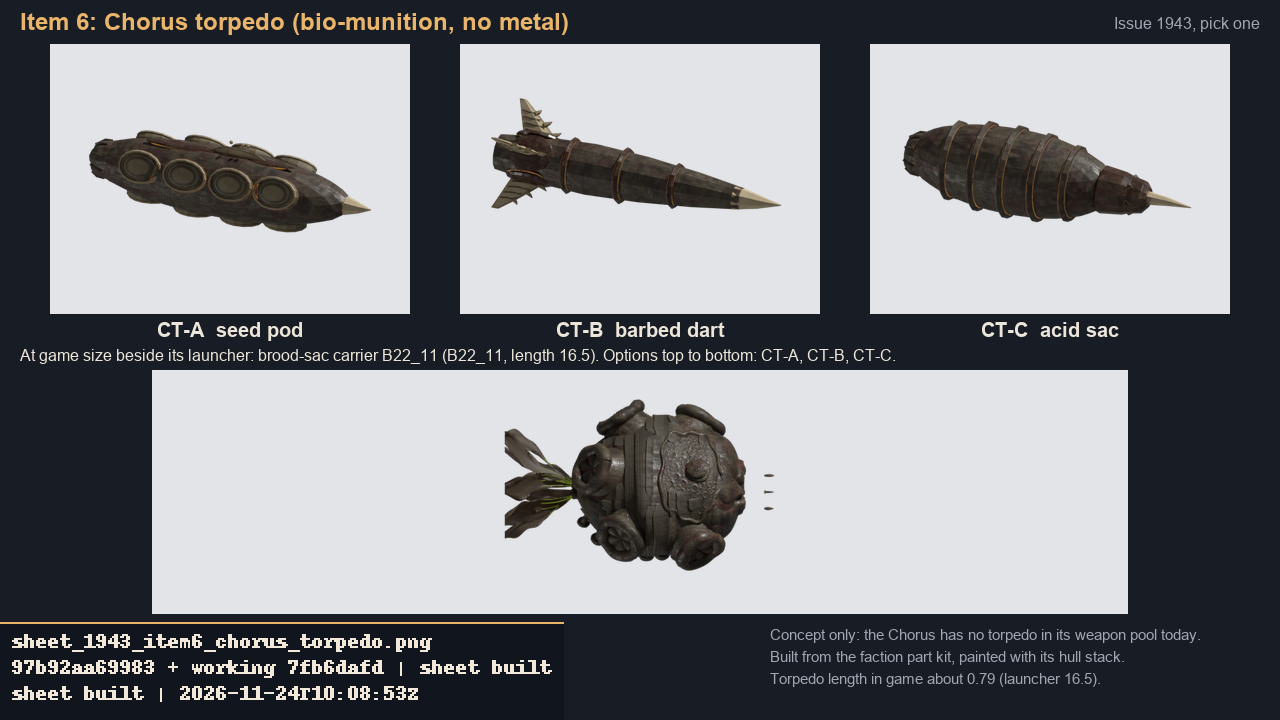 Item 6: Chorus torpedo (bio-munition, no metal)
Issue 1943, pick one
CT-A seed pod
CT-B barbed dart
CT-C acid sac
At game size beside its launcher: brood-sac carrier B22_11 (B22_11, length 16.5). Options top to bottom: CT-A, CT-B, CT-C.
sheet_1943_item6_chorus_torpedo.png
97b92aa69983 + working 7fb6dafd | sheet built
sheet built | 2026-11-24T10:08:53Z
Concept only: the Chorus has no torpedo in its weapon pool today.
Built from the faction part kit, painted with its hull stack.
Torpedo length in game about 0.79 (launcher 16.5).